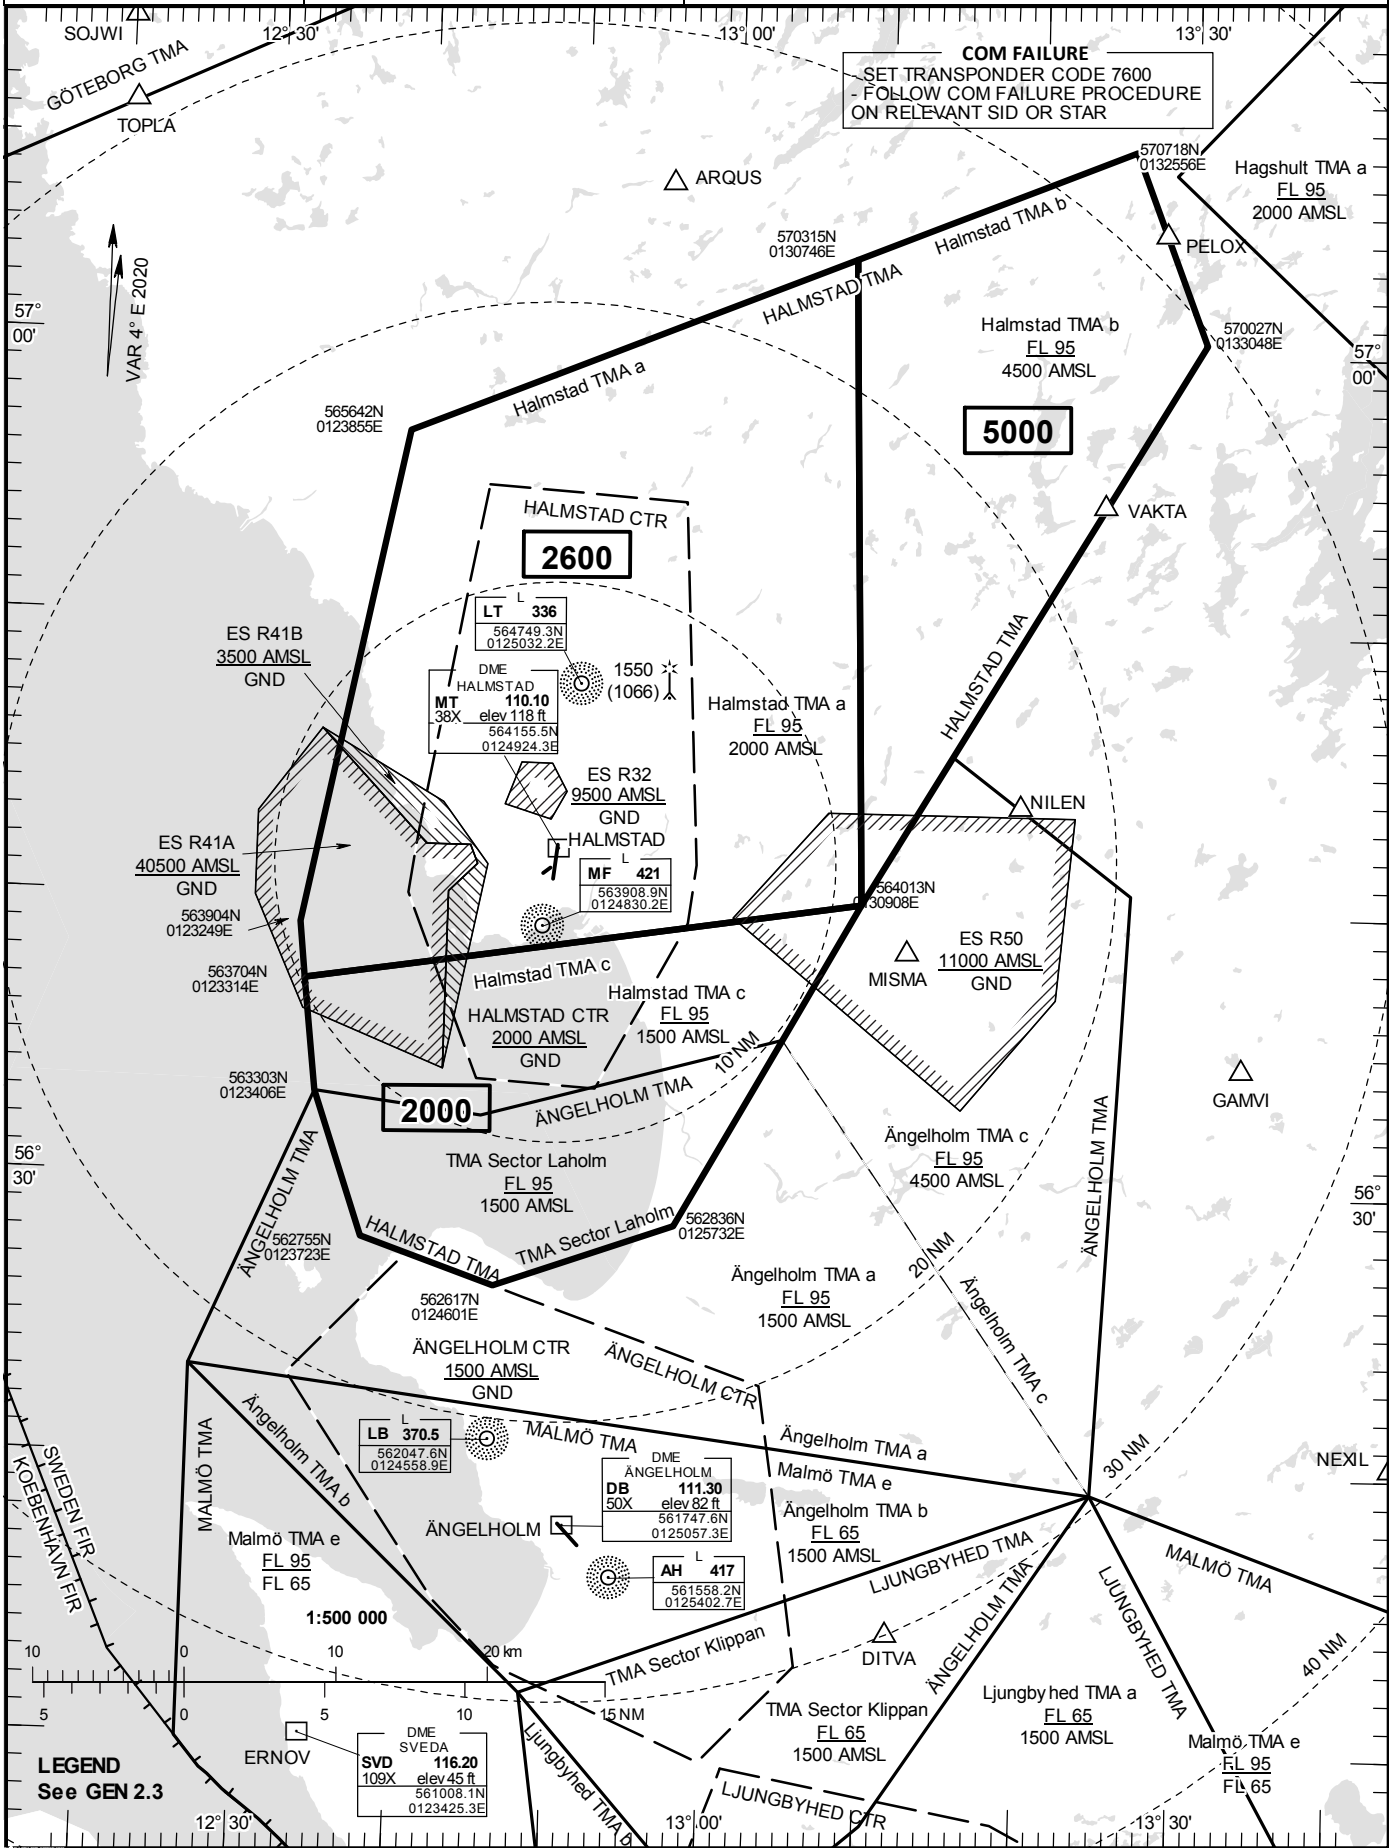 SOJWI
12°30'
13°00'
13°30'
GÖTEBORG TMA
TOPLA
COM FAILURE
- SET TRANSPONDER CODE 7600
- FOLLOW COM FAILURE PROCEDURE
ON RELEVANT SID OR STAR
ARQUS
570718N
0132556E
Hagshult TMA a
FL 95
2000 AMSL
Halmstad TMA b
570315N
0130746E
PELOX
HALMSTAD TMA
VAR 4° E 2020
57°
00'
Halmstad TMA b
FL 95
4500 AMSL
570027N
0133048E
57°
00'
Halmstad TMA a
565642N
0123855E
5000
HALMSTAD CTR
2600
VAKTA
L
LT 336
564749.3N
0125032.2E
ES R41B
3500 AMSL
GND
1550
(1066)
DME
HALMSTAD
MT 110.10
38X elev 118 ft
564155.5N
0124924.3E
HALMSTAD TMA
Halmstad TMA a
FL 95
2000 AMSL
ES R32
9500 AMSL
GND
NILEN
HALMSTAD
ES R41A
40500 AMSL
GND
L
MF 421
563908.9N
0124830.2E
564013N
0130908E
563904N
0123249E
ES R50
11000 AMSL
GND
MISMA
563704N
0123314E
Halmstad TMA c
Halmstad TMA c
FL 95
1500 AMSL
HALMSTAD CTR
2000 AMSL
GND
10 NM
563303N
0123406E
ÄNGELHOLM TMA
2000
GAMVI
Ängelholm TMA c
FL 95
4500 AMSL
ÄNGELHOLM TMA
56°
30'
TMA Sector Laholm
FL 95
1500 AMSL
ÄNGELHOLM TMA
56°
30'
562836N
0125732E
TMA Sector Laholm
HALMSTAD TMA
562755N
0123723E
20 NM
Ängelholm TMA a
FL 95
1500 AMSL
Ängelholm TMA c
562617N
0124601E
ÄNGELHOLM CTR
1500 AMSL
GND
ÄNGELHOLM CTR
Ängelholm TMA b
L
LB 370.5
562047.6N
0124558.9E
MALMÖ TMA
Ängelholm TMA a
Malmö TMA e
30 NM
NEXIL
MALMÖ TMA
SWEDEN FIR
KOEBENHAVN FIR
DME
ÄNGELHOLM
DB 111.30
50X elev 82 ft
561747.6N
0125057.3E
Ängelholm TMA b
FL 65
1500 AMSL
ÄNGELHOLM
Malmö TMA e
FL 95
FL 65
L
AH 417
561558.2N
0125402.7E
LJUNGBYHED TMA
MALMÖ TMA
1:500 000
ÄNGELHOLM TMA
LJUNGBYHED TMA
TMA Sector Klippan
DITVA
40 NM
10 0 10 20 km
5 0 5 10 15 NM
TMA Sector Klippan
FL 65
1500 AMSL
Ljungbyhed TMA a
FL 65
1500 AMSL
Malmö TMA e
FL 95
FL 65
ERNOV
DME
SVEDA
SVD 116.20
109X elev 45 ft
561008.1N
0123425.3E
Ljungbyhed TMA b
LEGEND
See GEN 2.3
LJUNGBYHED CTR
12°30'
13°00'
13°30'